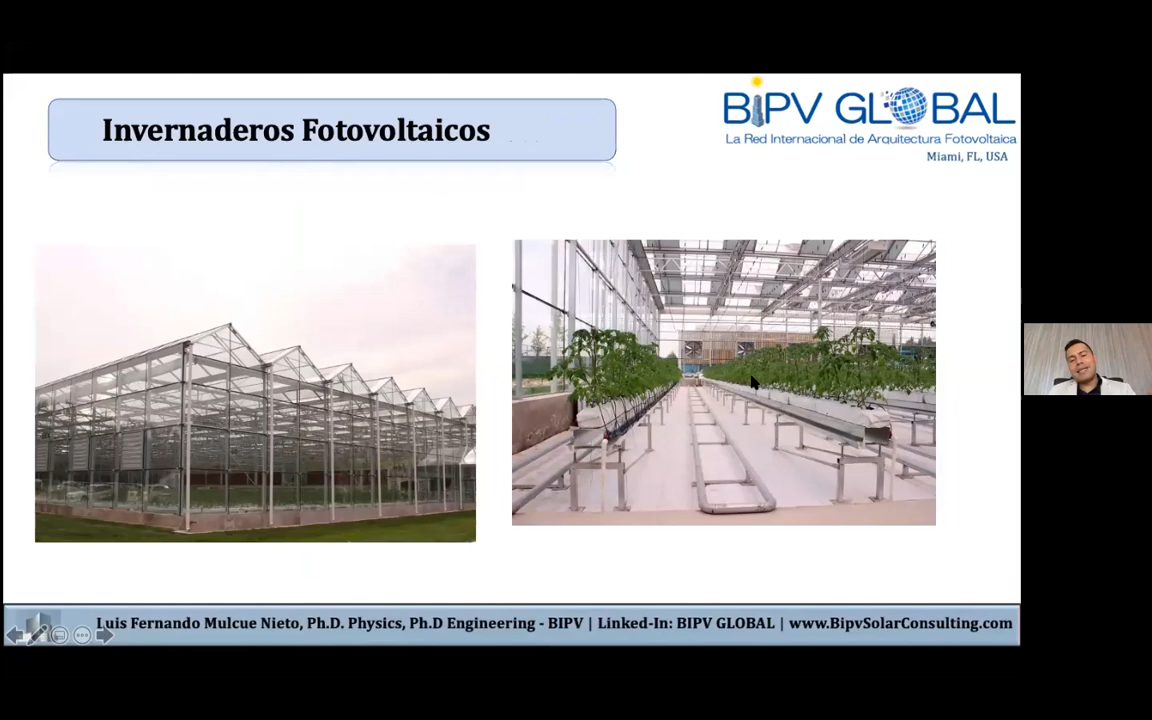 Invernaderos Fotovoltaicos
BIPV GLOBAL
La Red Internacional de Arquitectura Fotovoltaica
Miami, FL, USA
Luis Fernando Mulcue Nieto, Ph.D. Physics, Ph.D Engineering - BIPV | Linked-In: BIPV GLOBAL | www.BipvSolarConsulting.com